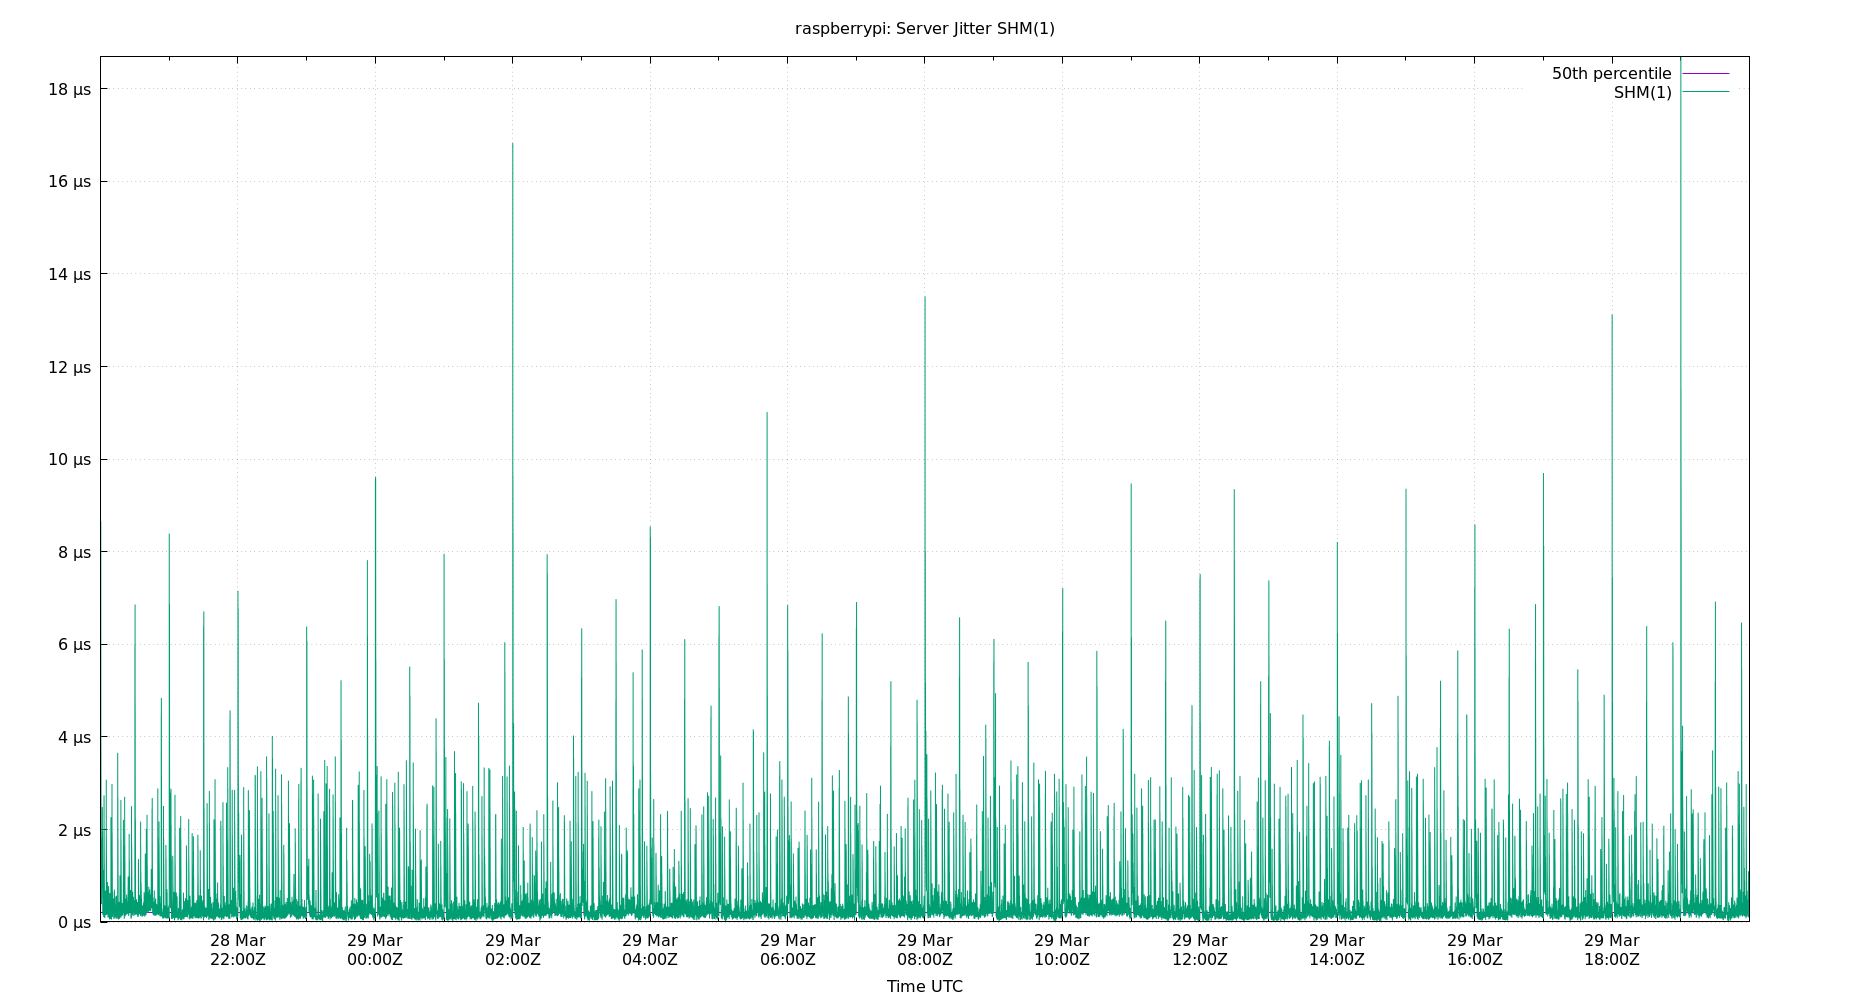 raspberrypi: Server Jitter SHM(1)
50th percentile
SHM(1)
18 µs
16 µs
14 µs
12 µs
10 µs
8 µs
6 µs
4 µs
2 µs
0 µs
28 Mar 29 Mar 29 Mar 29 Mar 29 Mar 29 Mar 29 Mar 29 Mar 29 Mar 29 Mar 29 Mar
22:00Z 00:00Z 02:00Z 04:00Z 06:00Z 08:00Z 10:00Z 12:00Z 14:00Z 16:00Z 18:00Z
Time UTC